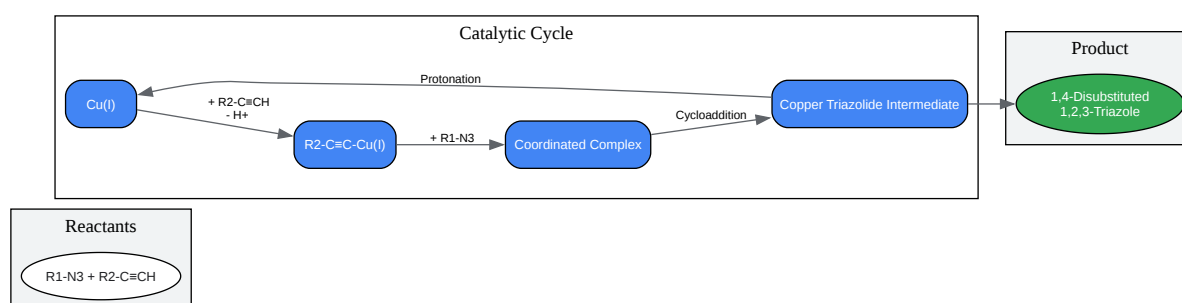 Catalytic Cycle
Product
Protonation
Cu(I)
+ R2-C≡CH
- H+
R2-C≡C-Cu(I)
+ R1-N3
Coordinated Complex
Cycloaddition
Copper Triazolide Intermediate
1,4-Disubstituted
1,2,3-Triazole
Reactants
R1-N3 + R2-C≡CH